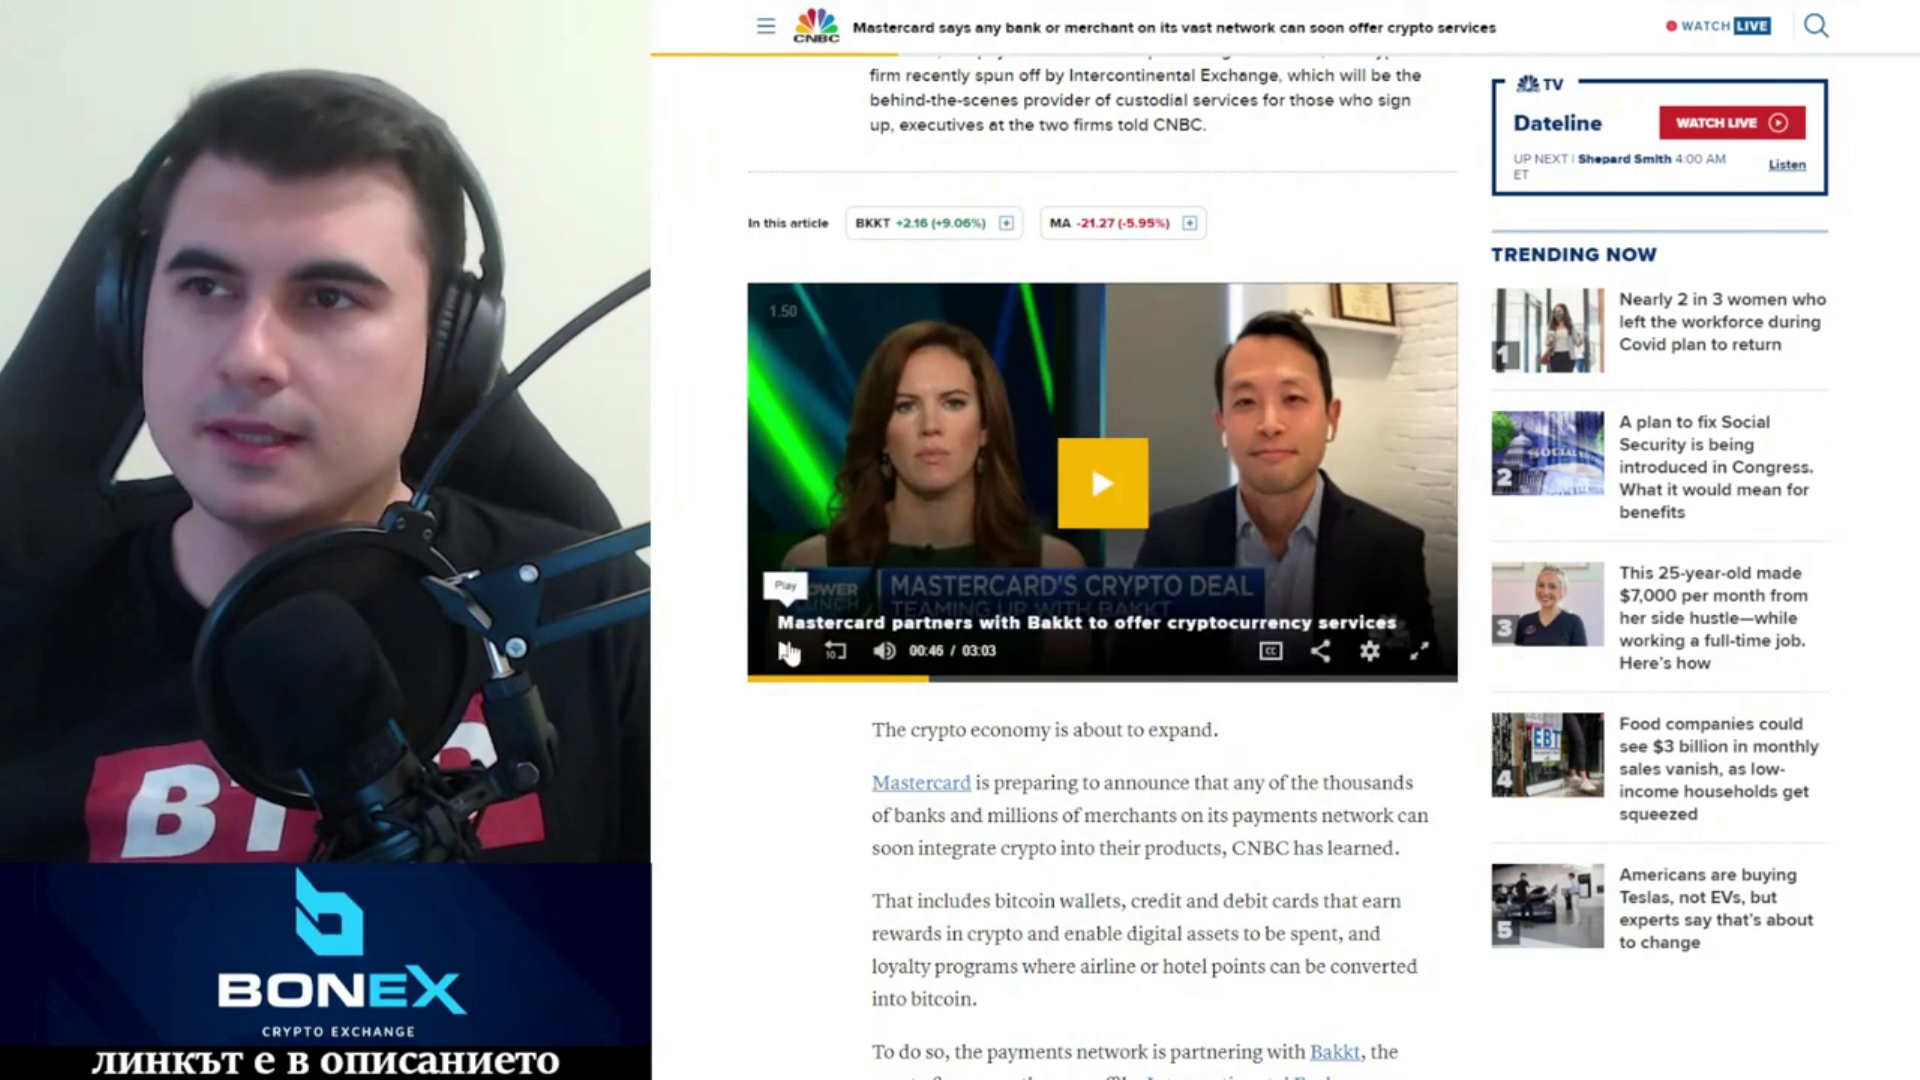 CNBC
Mastercard says any bank or merchant on its vast network can soon offer crypto services
WATCH LIVE
firm recently spun off by Intercontinental Exchange, which will be the
behind-the-scenes provider of custodial services for those who sign
up, executives at the two firms told CNBC.
In this article
BKKT +2.16 (+9.06%)
MA -21.27 (-5.95%)
1.50
MASTERCARD'S CRYPTO DEAL
TEAMING UP WITH BAKKT
Play
Mastercard partners with Bakkt to offer cryptocurrency services
10
00:46 / 03:03
CC
The crypto economy is about to expand.
Mastercard is preparing to announce that any of the thousands
of banks and millions of merchants on its payments network can
soon integrate crypto into their products, CNBC has learned.
That includes bitcoin wallets, credit and debit cards that earn
rewards in crypto and enable digital assets to be spent, and
loyalty programs where airline or hotel points can be converted
into bitcoin.
To do so, the payments network is partnering with Bakkt, the
TV
Dateline
WATCH LIVE
UP NEXT | Shepard Smith 4:00 AM
ET
Listen
TRENDING NOW
1
Nearly 2 in 3 women who
left the workforce during
Covid plan to return
2
A plan to fix Social
Security is being
introduced in Congress.
What it would mean for
benefits
3
This 25-year-old made
$7,000 per month from
her side hustle—while
working a full-time job.
Here's how
4
EBT
Food companies could
see $3 billion in monthly
sales vanish, as low-
income households get
squeezed
5
Americans are buying
Teslas, not EVs, but
experts say that's about
to change
BONEX
CRYPTO EXCHANGE
линкът е в описанието